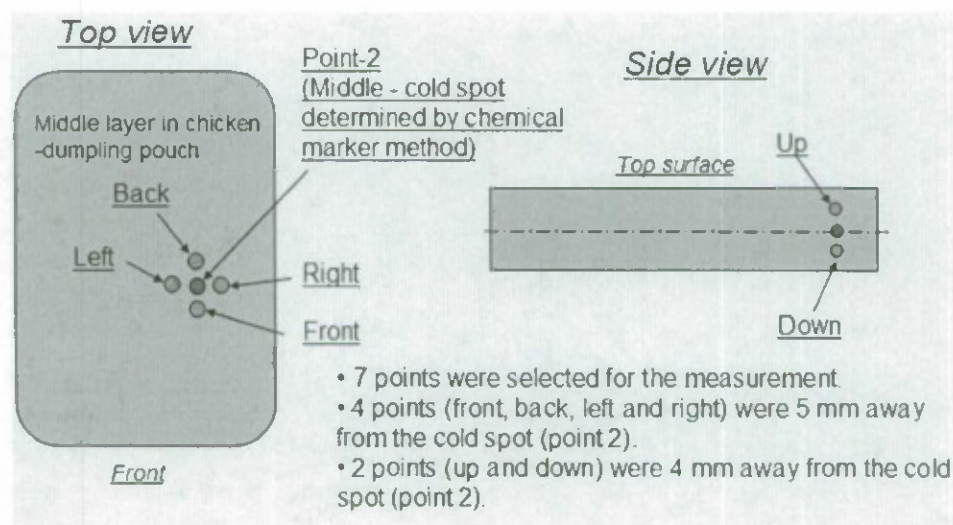 Top view
Middle layer in chicken
-dumpling pouch
Back
Left
Right
Front
Front
Point-2
(Middle - cold spot
determined by chemical
marker method)
Side view
Top surface
Up
Down
• 7 points were selected for the measurement.
• 4 points (front, back, left and right) were 5 mm away
from the cold spot (point 2).
• 2 points (up and down) were 4 mm away from the cold
spot (point 2).